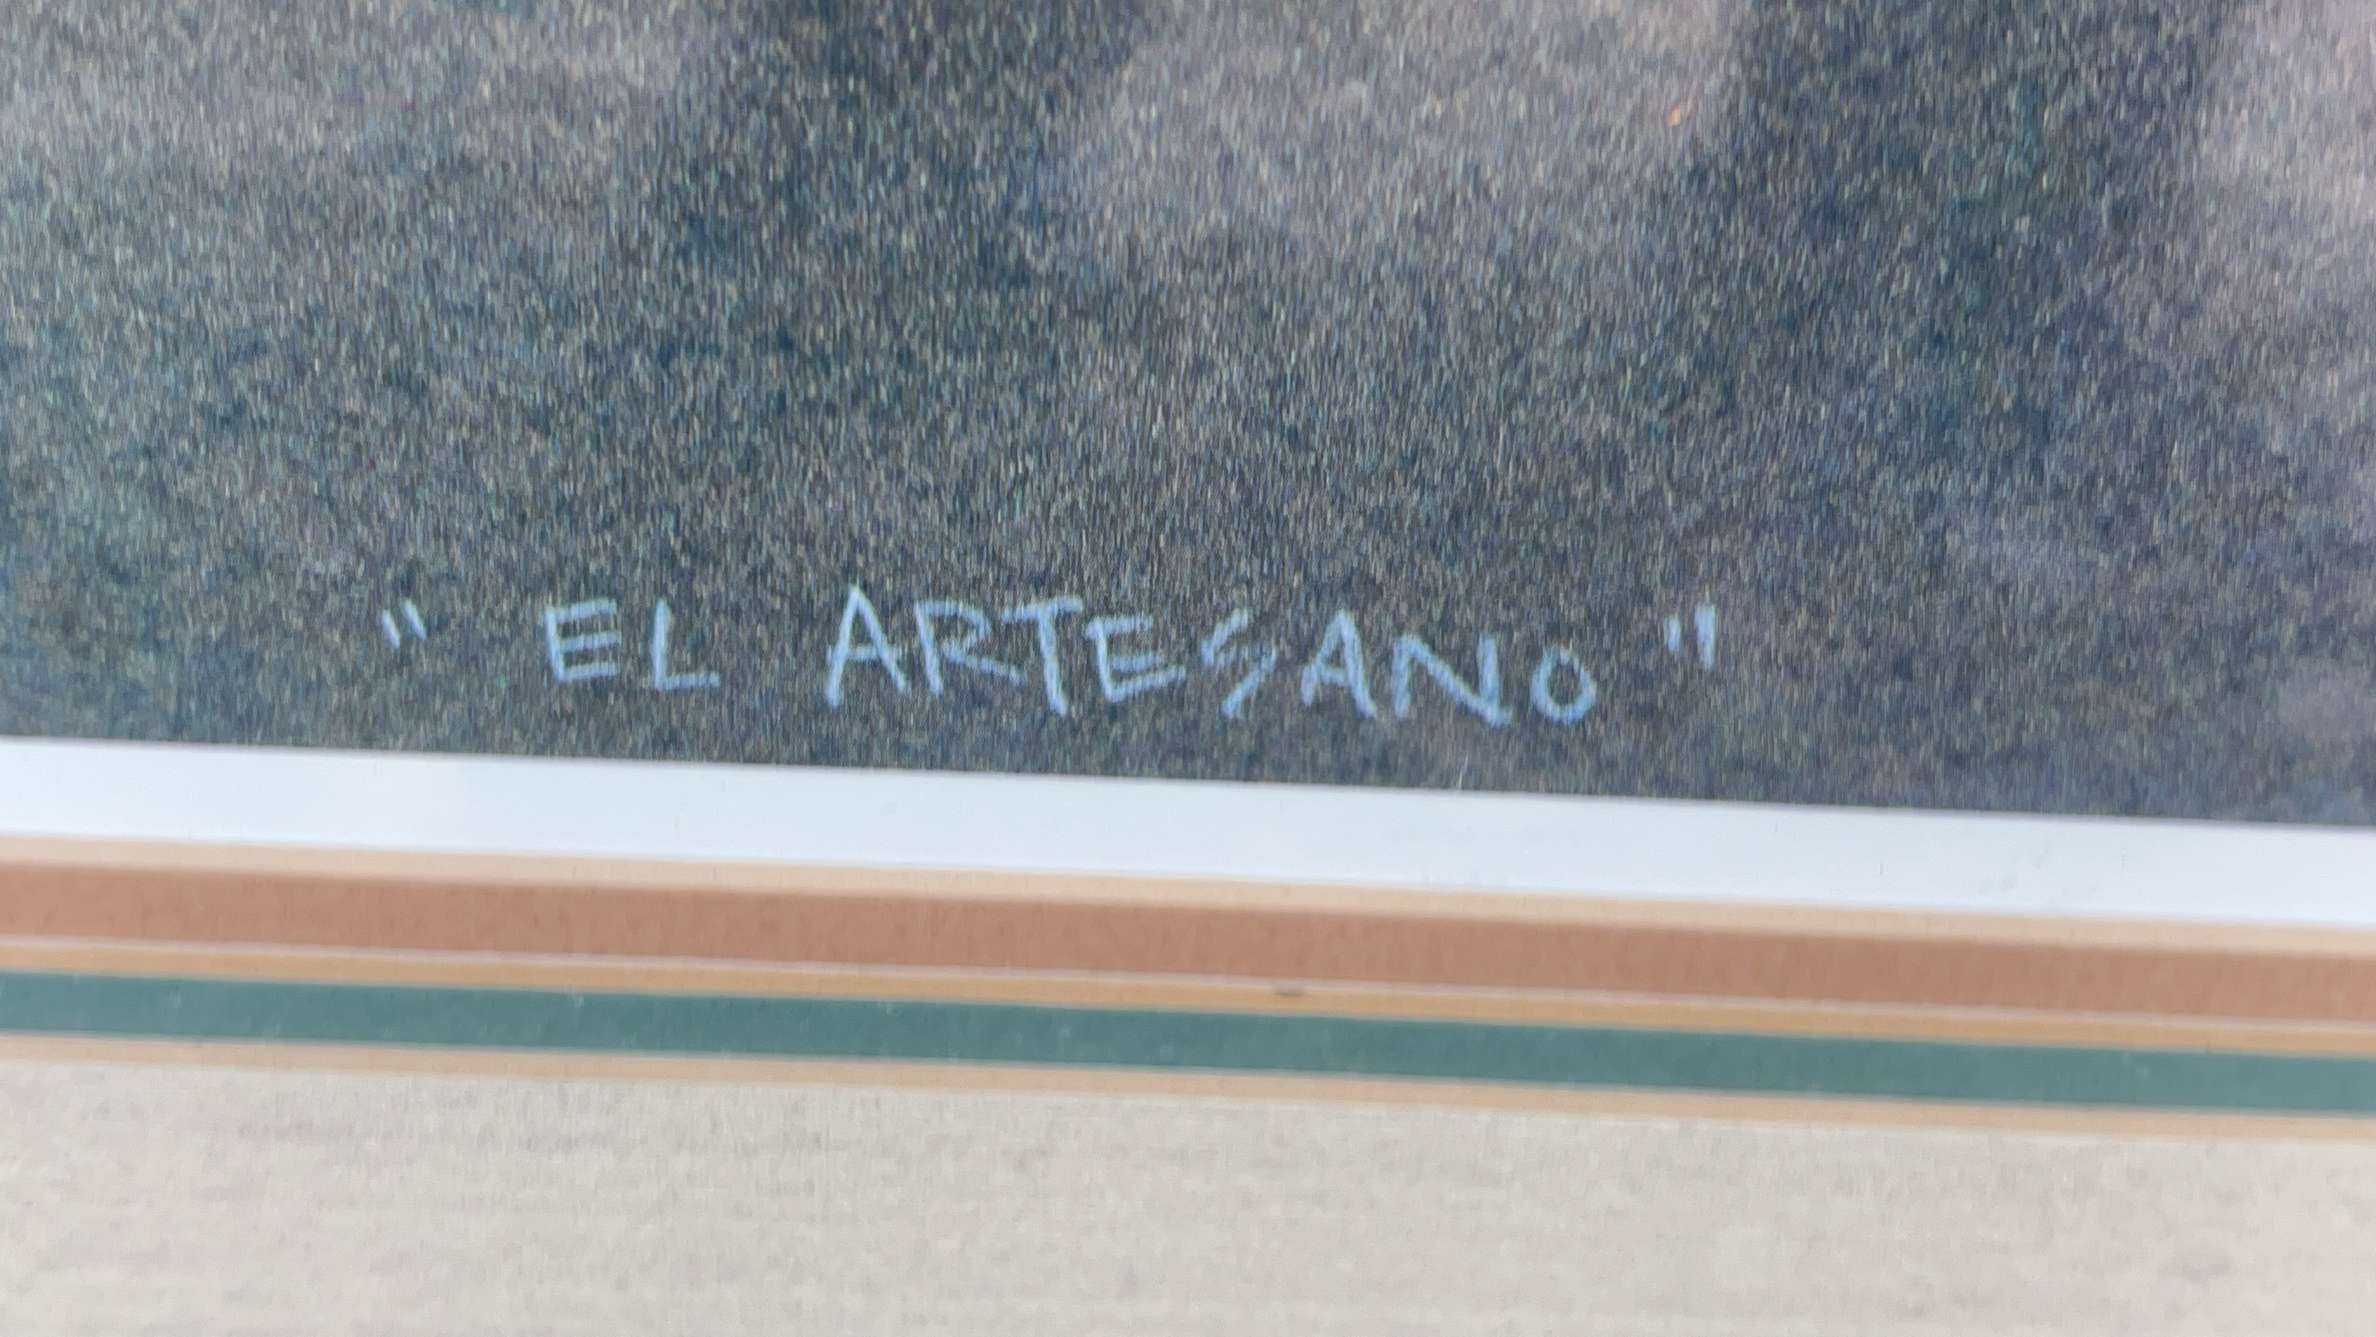 " EL ARTESANO "